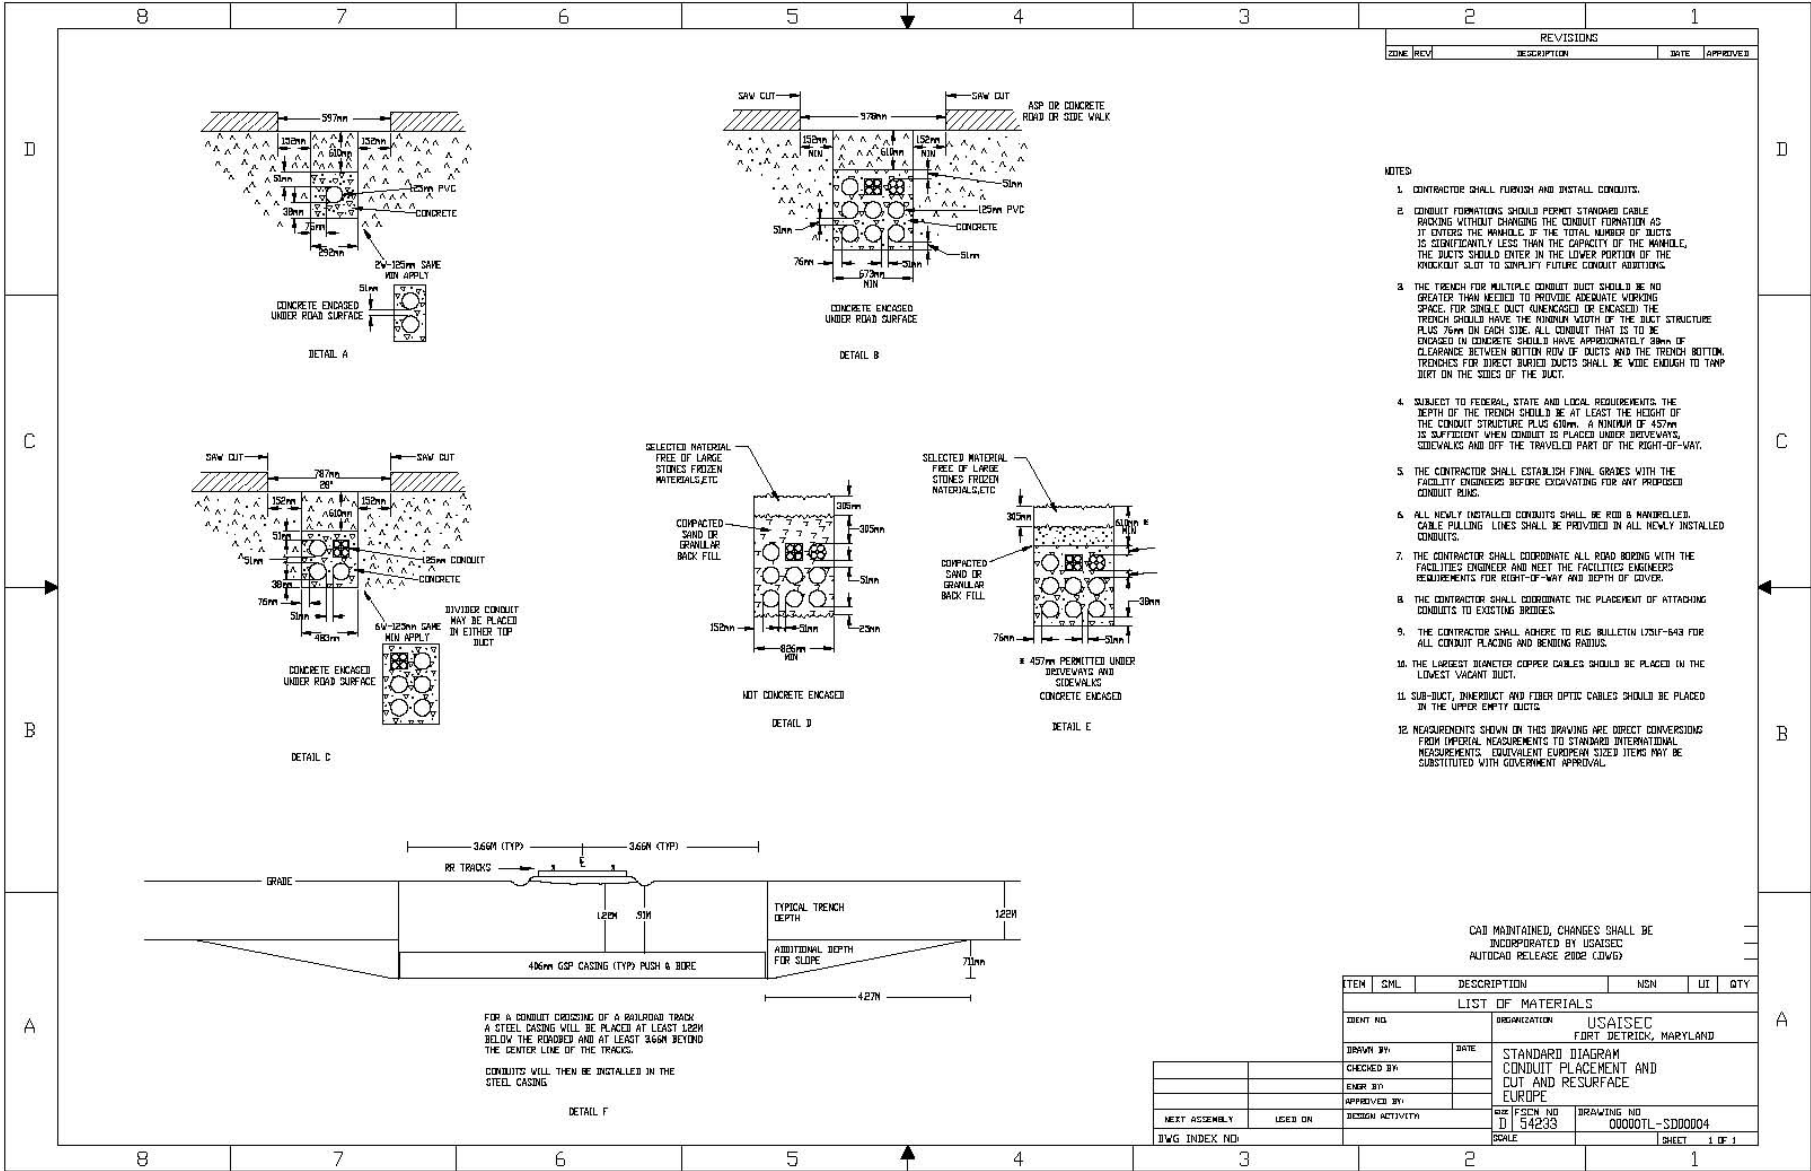 8 7 6 5 4 3 2 1
REVISIONS
ZONE REV DESCRIPTION DATE APPROVED
D
D
597mm
152mm
152mm
610mm
51mm
125mm PVC
38mm
CONCRETE
76mm
292mm
2W-125mm SAME
MIN APPLY
51mm
CONCRETE ENCASED
UNDER ROAD SURFACE
DETAIL A
SAW CUT
SAW CUT
ASP OR CONCRETE
ROAD OR SIDE WALK
978mm
152mm
MIN
610mm
152mm
MIN
51mm
125mm PVC
CONCRETE
51mm
76mm
51mm
51mm
673mm
MIN
CONCRETE ENCASED
UNDER ROAD SURFACE
DETAIL B
NOTES:
1. CONTRACTOR SHALL FURNISH AND INSTALL CONDUITS.
2. CONDUIT FORMATIONS SHOULD PERMIT STANDARD CABLE
RACKING WITHOUT CHANGING THE CONDUIT FORMATION AS
IT ENTERS THE MANHOLE. IF THE TOTAL NUMBER OF DUCTS
IS SIGNIFICANTLY LESS THAN THE CAPACITY OF THE MANHOLE,
THE DUCTS SHOULD ENTER IN THE LOWER PORTION OF THE
KNOCKOUT SLOT TO SIMPLIFY FUTURE CONDUIT ADDITIONS.
3. THE TRENCH FOR MULTIPLE CONDUIT DUCT SHOULD BE NO
GREATER THAN NEEDED TO PROVIDE ADEQUATE WORKING
SPACE. FOR SINGLE DUCT (UNENCASED OR ENCASED) THE
TRENCH SHOULD HAVE THE MINIMUM WIDTH OF THE DUCT STRUCTURE
PLUS 76mm ON EACH SIDE. ALL CONDUIT THAT IS TO BE
ENCASED IN CONCRETE SHOULD HAVE APPROXIMATELY 38mm OF
CLEARANCE BETWEEN BOTTOM ROW OF DUCTS AND THE TRENCH BOTTOM.
TRENCHES FOR DIRECT BURIED DUCTS SHALL BE WIDE ENOUGH TO TAMP
DIRT ON THE SIDES OF THE DUCT.
4. SUBJECT TO FEDERAL, STATE AND LOCAL REQUIREMENTS. THE
DEPTH OF THE TRENCH SHOULD BE AT LEAST THE HEIGHT OF
THE CONDUIT STRUCTURE PLUS 610mm. A MINIMUM OF 457mm
IS SUFFICIENT WHEN CONDUIT IS PLACED UNDER DRIVEWAYS,
SIDEWALKS AND OFF THE TRAVELED PART OF THE RIGHT-OF-WAY.
5. THE CONTRACTOR SHALL ESTABLISH FINAL GRADES WITH THE
FACILITY ENGINEERS BEFORE EXCAVATING FOR ANY PROPOSED
CONDUIT RUNS.
6. ALL NEWLY INSTALLED CONDUITS SHALL BE ROD & MANDRELLED.
CABLE PULLING LINES SHALL BE PROVIDED IN ALL NEWLY INSTALLED
CONDUITS.
7. THE CONTRACTOR SHALL COORDINATE ALL ROAD BORING WITH THE
FACILITIES ENGINEER AND MEET THE FACILITIES ENGINEERS
REQUIREMENTS FOR RIGHT-OF-WAY AND DEPTH OF COVER.
8. THE CONTRACTOR SHALL COORDINATE THE PLACEMENT OF ATTACHING
CONDUITS TO EXISTING BRIDGES.
9. THE CONTRACTOR SHALL ADHERE TO RUS BULLETIN 1751F-643 FOR
ALL CONDUIT PLACING AND BENDING RADIUS.
10. THE LARGEST DIAMETER COPPER CABLES SHOULD BE PLACED IN THE
LOWEST VACANT DUCT.
11. SUB-DUCT, INNERDUCT AND FIBER OPTIC CABLES SHOULD BE PLACED
IN THE UPPER EMPTY DUCTS.
12. MEASUREMENTS SHOWN ON THIS DRAWING ARE DIRECT CONVERSIONS
FROM IMPERIAL MEASUREMENTS TO STANDARD INTERNATIONAL
MEASUREMENTS. EQUIVALENT EUROPEAN SIZED ITEMS MAY BE
SUBSTITUTED WITH GOVERNMENT APPROVAL.
C
C
SAW CUT
SAW CUT
787mm
28"
152mm
152mm
610mm
51mm
51mm
125mm CONDUIT
38mm
CONCRETE
76mm
51mm
483mm
6W-125mm SAME
MIN APPLY
DIVIDER CONDUIT
MAY BE PLACED
IN EITHER TOP
DUCT
CONCRETE ENCASED
UNDER ROAD SURFACE
DETAIL C
SELECTED MATERIAL
FREE OF LARGE
STONES FROZEN
MATERIALS,ETC
305mm
COMPACTED
SAND OR
GRANULAR
BACK FILL
305mm
51mm
152mm
51mm
25mm
826mm
MIN
NOT CONCRETE ENCASED
DETAIL D
SELECTED MATERIAL
FREE OF LARGE
STONES FROZEN
MATERIALS,ETC
305mm
610mm *
MIN
COMPACTED
SAND OR
GRANULAR
BACK FILL
38mm
76mm
51mm
* 457mm PERMITTED UNDER
DRIVEWAYS AND
SIDEWALKS
CONCRETE ENCASED
DETAIL E
B
B
3.66M (TYP) 3.66M (TYP)
RR TRACKS
GRADE
1.22M
.91M
TYPICAL TRENCH
DEPTH
1.22M
ADDITIONAL DEPTH
FOR SLOPE
711mm
406mm GSP CASING (TYP) PUSH & BORE
4.27M
FOR A CONDUIT CROSSING OF A RAILROAD TRACK
A STEEL CASING WILL BE PLACED AT LEAST 1.22M
BELOW THE ROADBED AND AT LEAST 3.66M BEYOND
THE CENTER LINE OF THE TRACKS.
CONDUITS WILL THEN BE INSTALLED IN THE
STEEL CASING.
DETAIL F
A
A
CAD MAINTAINED, CHANGES SHALL BE
INCORPORATED BY USAISEC
AUTOCAD RELEASE 2002 (.DWG)
ITEM SML DESCRIPTION NSN UI QTY
LIST OF MATERIALS
IDENT NO.
ORGANIZATION USAISEC
FORT DETRICK, MARYLAND
DRAWN BY: DATE
CHECKED BY:
ENGR BY:
APPROVED BY:
DESIGN ACTIVITY:
STANDARD DIAGRAM
CONDUIT PLACEMENT AND
CUT AND RESURFACE
EUROPE
NEXT ASSEMBLY USED ON
DWG INDEX NO:
SIZE FSCM NO DRAWING NO
D 54233 00000TL-SD00004
SCALE SHEET 1 OF 1
8 7 6 5 4 3 2 1